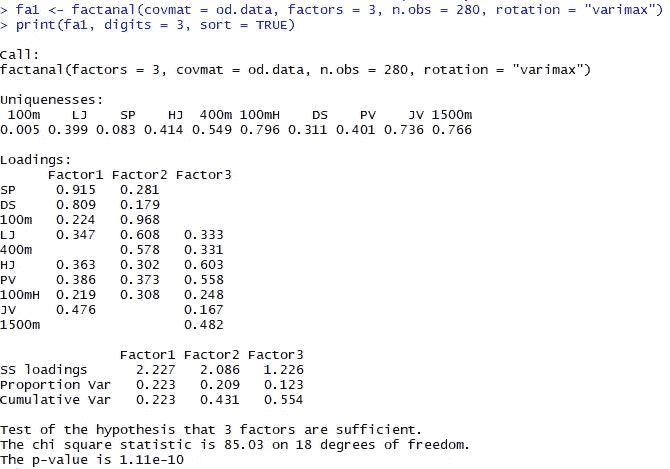 > fa1 <- factanal(covmat = od.data, factors = 3, n.obs = 280, rotation = "varimax")
> print(fa1, digits = 3, sort = TRUE)
Call:
factanal(factors = 3, covmat = od.data, n.obs = 280, rotation = "varimax")
Uniquenesses:
100m LJ SP HJ 400m 100mH DS PV JV 1500m
0.005 0.399 0.083 0.414 0.549 0.796 0.311 0.401 0.736 0.766
Loadings:
Factor1 Factor2 Factor3
SP 0.915 0.281
DS 0.809 0.179
100m 0.224 0.968
LJ 0.347 0.608 0.333
400m 0.578 0.331
HJ 0.363 0.302 0.603
PV 0.386 0.373 0.558
100mH 0.219 0.308 0.248
JV 0.476 0.167
1500m 0.482
Factor1 Factor2 Factor3
SS loadings 2.227 2.086 1.226
Proportion Var 0.223 0.209 0.123
Cumulative Var 0.223 0.431 0.554
Test of the hypothesis that 3 factors are sufficient.
The chi square statistic is 85.03 on 18 degrees of freedom.
The p-value is 1.11e-10